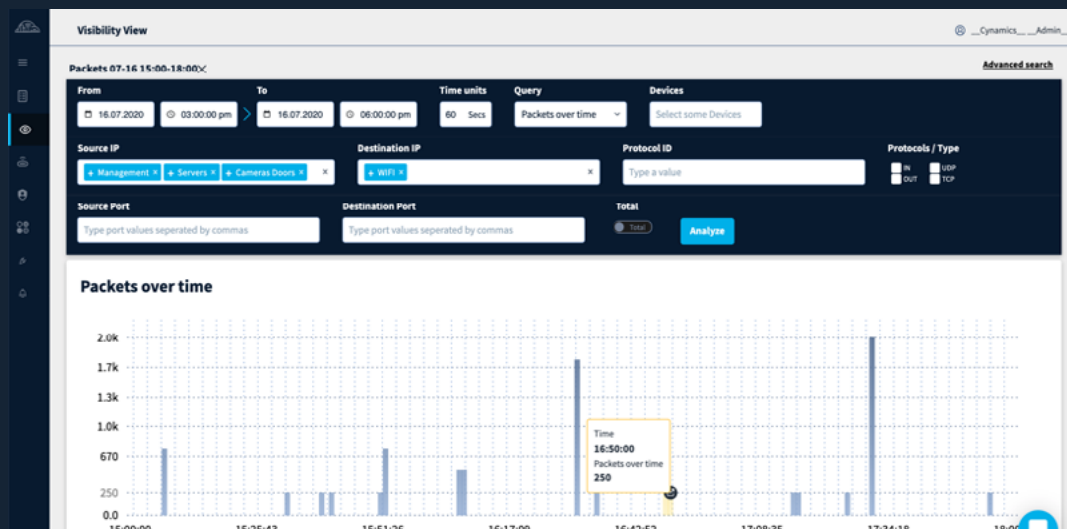 Visibility View
__Cynamics__ __Admin_
Packets 07-16 15:00-18:00
Advanced search
From To Time units Query Devices
16.07.2020 03:00:00 pm 16.07.2020 06:00:00 pm 60 Secs Packets over time Select some Devices
Source IP Destination IP Protocol ID Protocols / Type
+ Management × + Servers × + Cameras Doors × × + WIFI × × Type a value IN UDP
OUT TCP
Source Port Destination Port Total
Type port values seperated by commas Type port values seperated by commas Total Analyze
Packets over time
2.0k
1.7k
1.3k
1.0k
670
250
0.0
Time
16:50:00
Packets over time
250
15:00:00 15:25:43 15:51:26 16:17:09 16:42:52 17:08:35 17:34:18 18:00